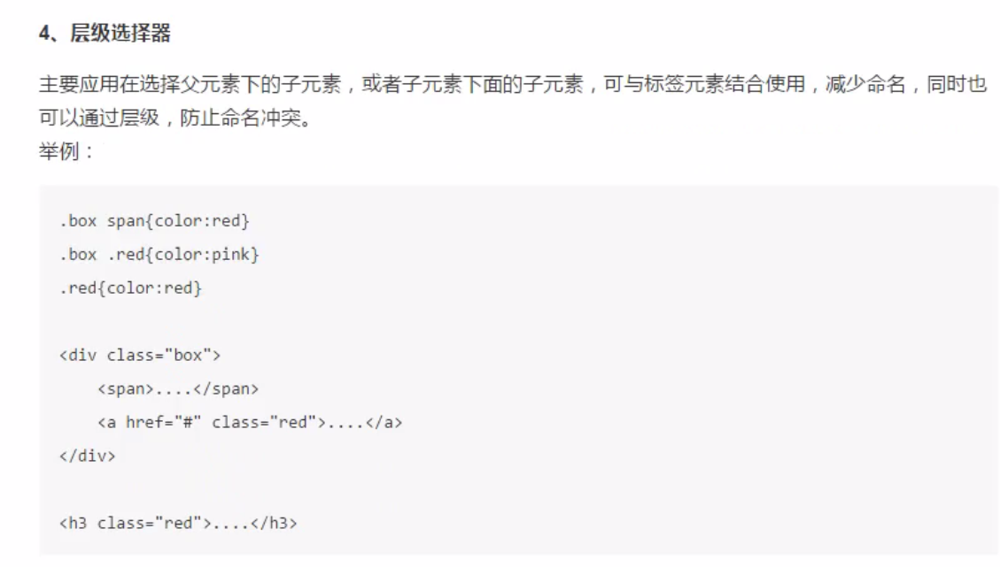 4、层级选择器
主要应用在选择父元素下的子元素，或者子元素下面的子元素，可与标签元素结合使用，减少命名，同时也
可以通过层级，防止命名冲突。
举例：
.box span{color:red}
.box .red{color:pink}
.red{color:red}
<div class="box">
    <span>....</span>
    <a href="#" class="red">....</a>
</div>
<h3 class="red">....</h3>